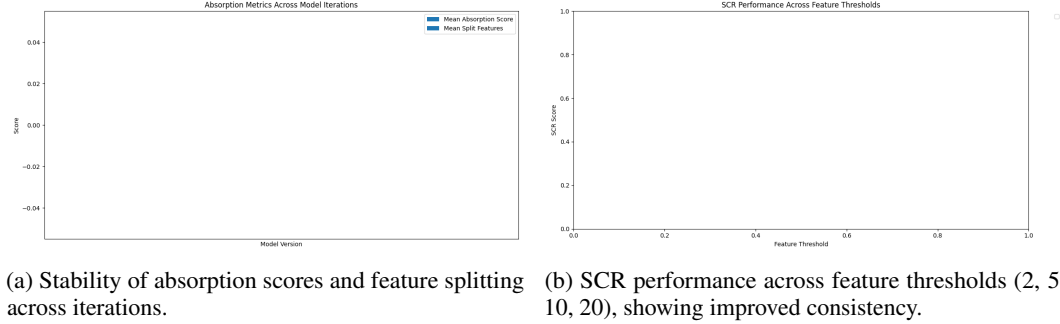 Absorption Metrics Across Model Iterations
Mean Absorption Score
Mean Split Features
0.04
0.02
0.00
−0.02
−0.04
Score
Model Version
(a) Stability of absorption scores and feature splitting
across iterations.
SCR Performance Across Feature Thresholds
1.0
0.8
0.6
0.4
0.2
0.0
SCR Score
0.0 0.2 0.4 0.6 0.8 1.0
Feature Threshold
(b) SCR performance across feature thresholds (2, 5
10, 20), showing improved consistency.